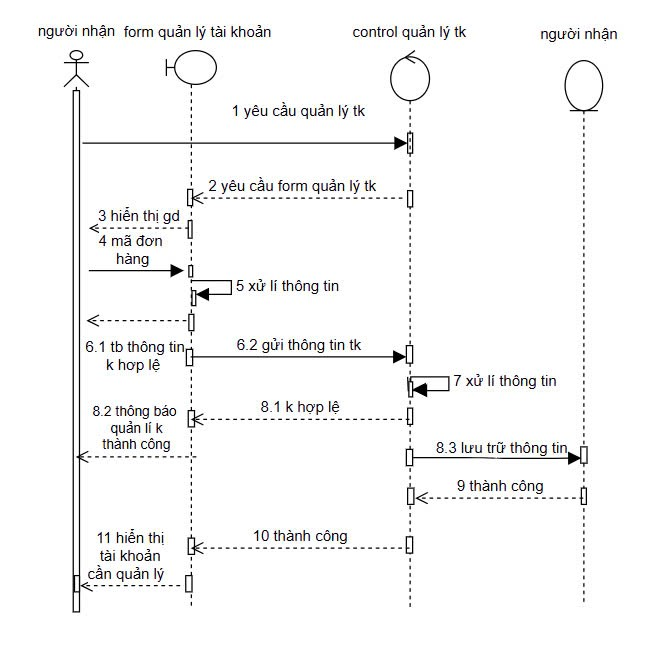 người nhận form quản lý tài khoản control quản lý tk người nhận
1 yêu cầu quản lý tk
2 yêu cầu form quản lý tk
3 hiển thị gd
4 mã đơn
hàng
5 xử lí thông tin
6.1 tb thông tin
k hơp lệ
6.2 gửi thông tin tk
7 xử lí thông tin
8.1 k hợp lệ
8.2 thông báo
quản lí k
thành công
8.3 lưu trữ thông tin
9 thành công
10 thành công
11 hiển thị
tài khoản
cần quản lý